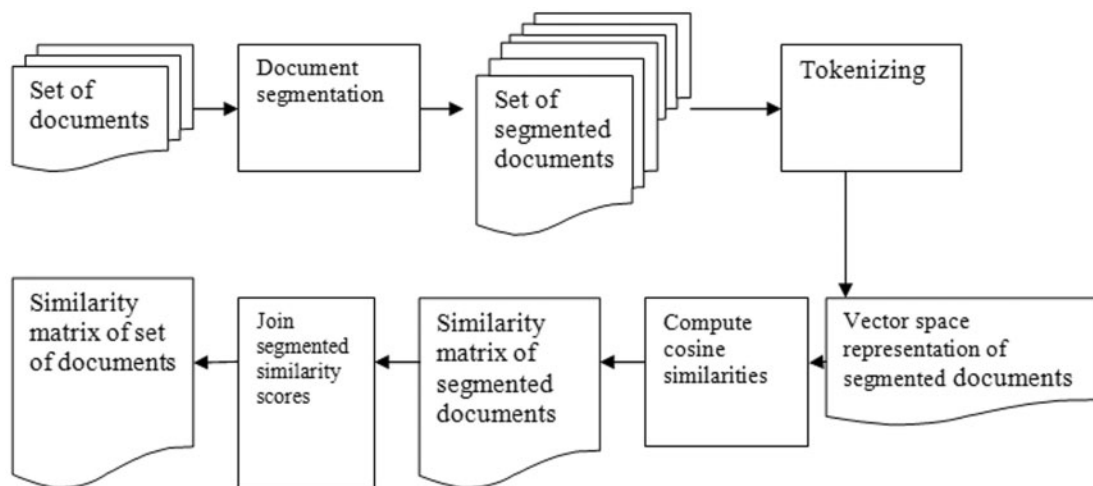 Set of
documents
Document
segmentation
Set of
segmented
documents
Tokenizing
Vector space
representation of
segmented documents
Compute
cosine
similarities
Similarity
matrix of
segmented
documents
Join
segmented
similarity
scores
Similarity
matrix of set
of documents